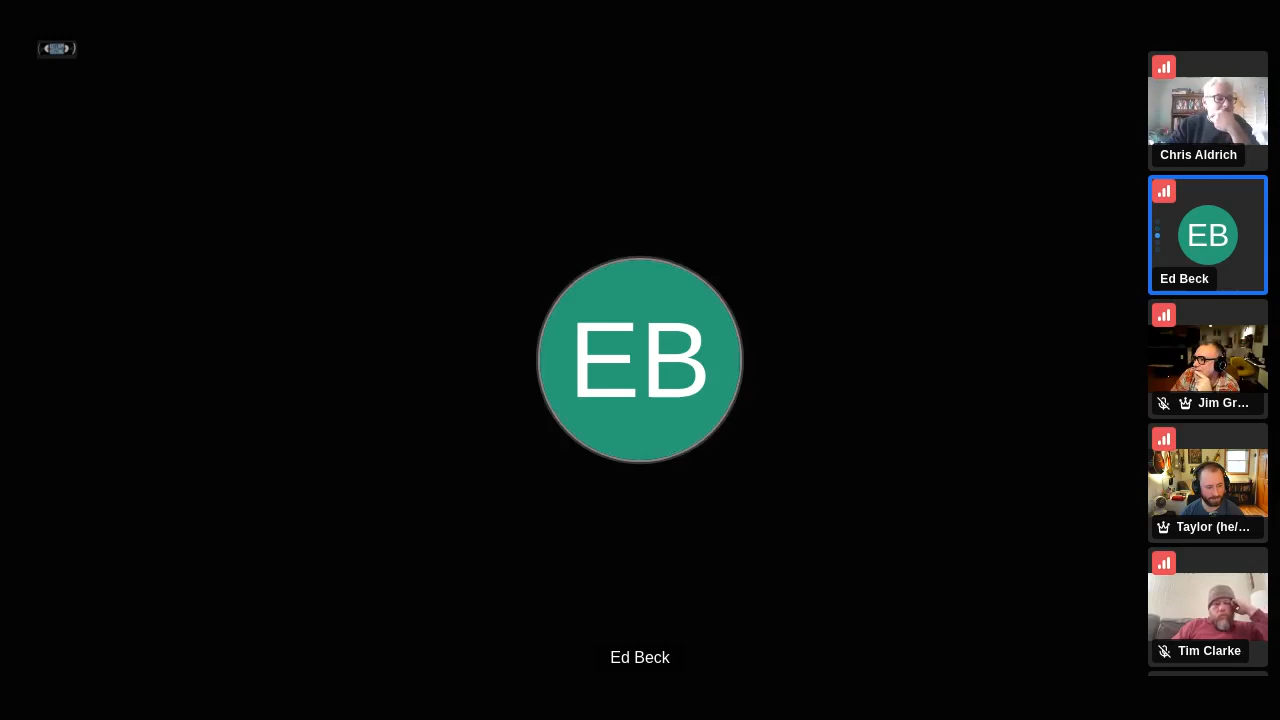 EB
Ed Beck
Chris Aldrich
EB
Ed Beck
Jim Gr...
Taylor (he/...
Tim Clarke